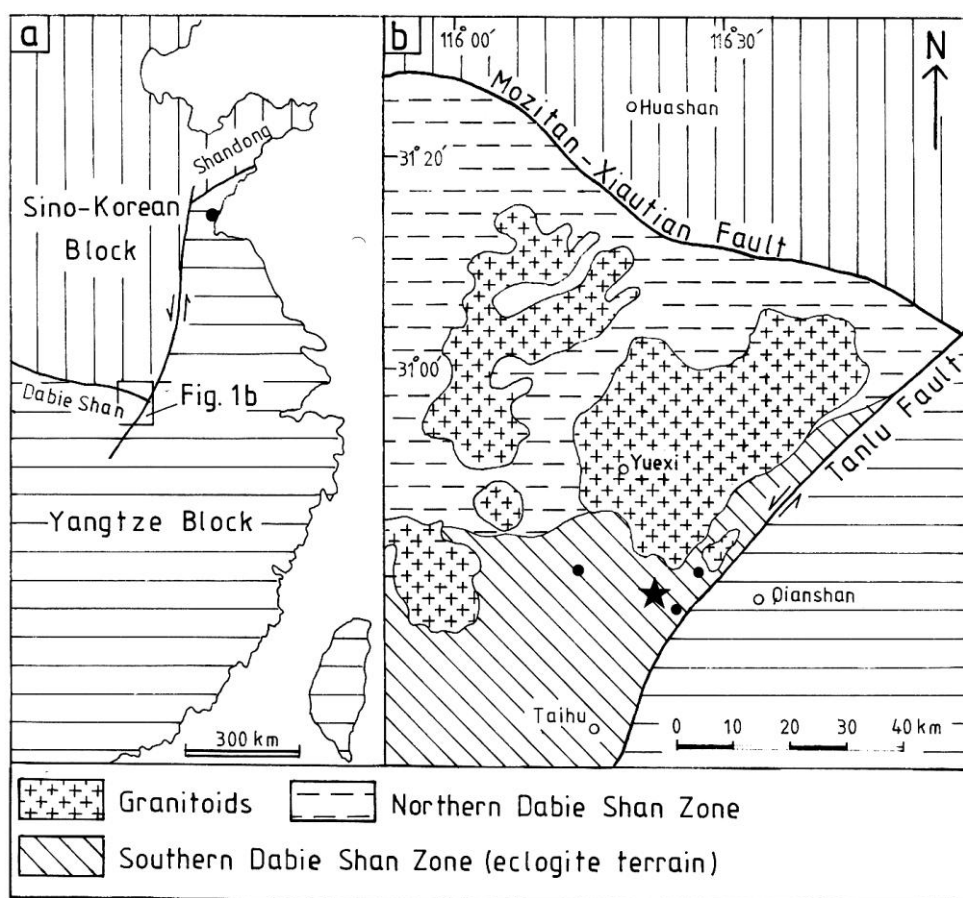 a
Shandong
Sino-Korean
Block
Dabie Shan
Fig. 1b
Yangtze Block
300 km
b
116° 00′
116° 30′
N
Mozitan-Xiautian Fault
Huashan
31° 20′
31° 00′
Yuexi
Tanlu Fault
Qianshan
Taihu
0 10 20 30 40 km
Granitoids
Northern Dabie Shan Zone
Southern Dabie Shan Zone (eclogite terrain)